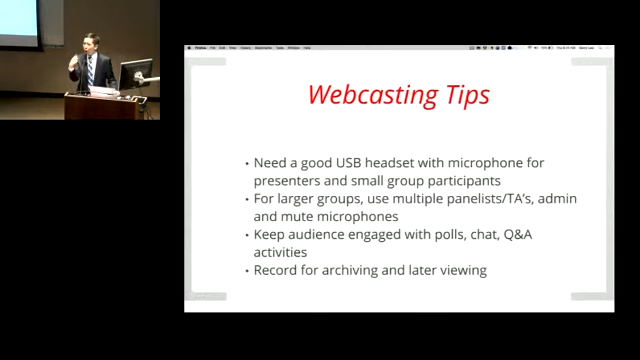 Webcasting Tips
• Need a good USB headset with microphone for
presenters and small group participants
• For larger groups, use multiple panelists/TA's, admin
and mute microphones
• Keep audience engaged with polls, chat, Q&A
activities
• Record for archiving and later viewing